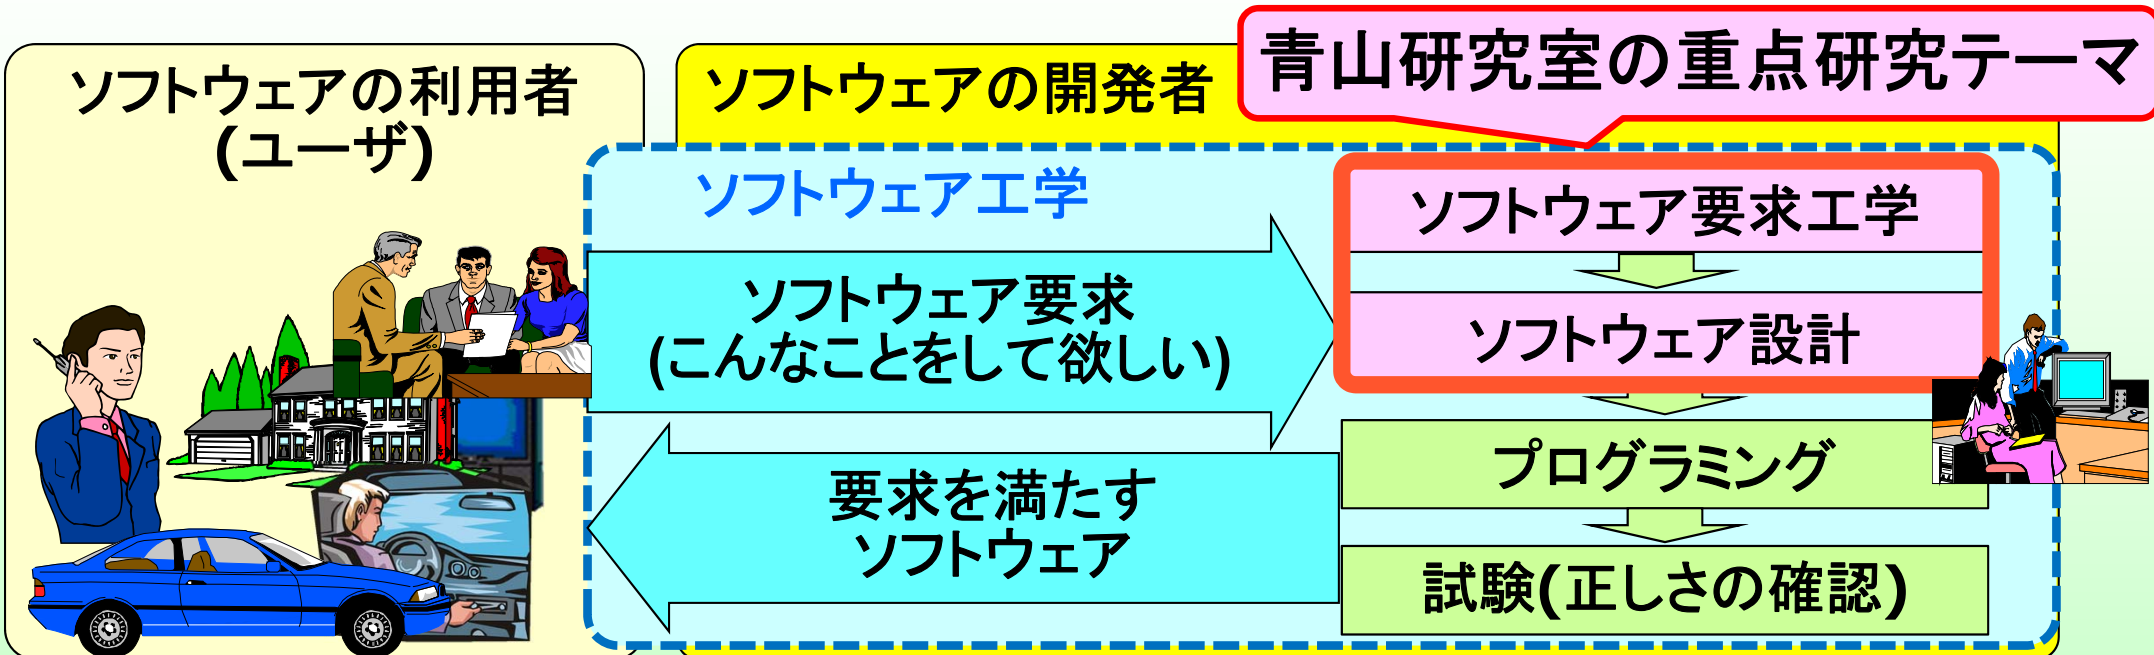 ソフトウェアの利用者
(ユーザ)
ソフトウェアの開発者
青山研究室の重点研究テーマ
ソフトウェア工学
ソフトウェア要求
(こんなことをして欲しい)
要求を満たす
ソフトウェア
ソフトウェア要求工学
ソフトウェア設計
プログラミング
試験(正しさの確認)